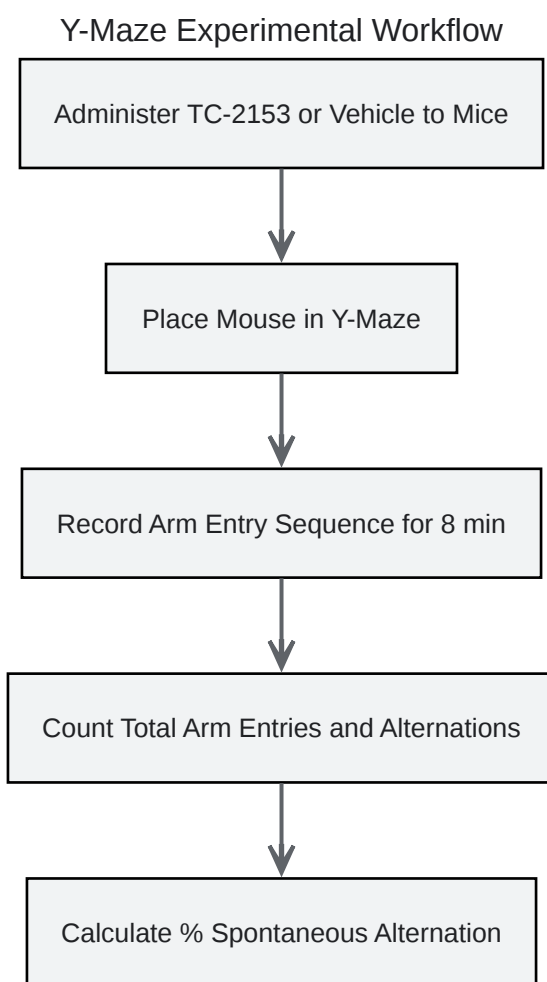 Y-Maze Experimental Workflow
Administer TC-2153 or Vehicle to Mice
Place Mouse in Y-Maze
Record Arm Entry Sequence for 8 min
Count Total Arm Entries and Alternations
Calculate % Spontaneous Alternation